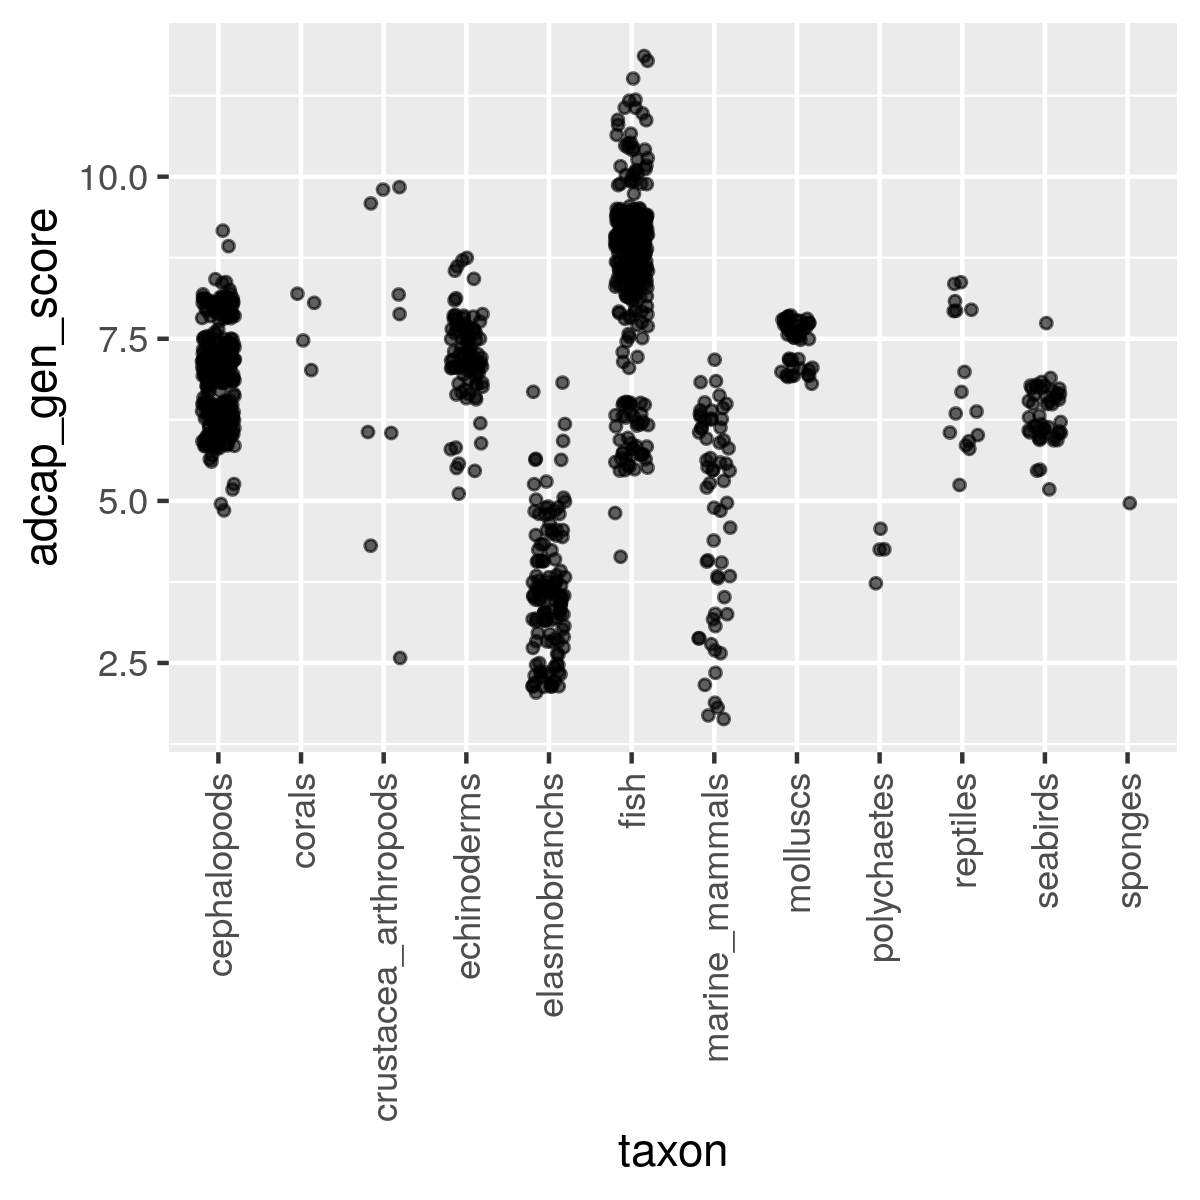 adcap_gen_score
10.0
7.5
5.0
2.5
cephalopods
corals
crustacea_arthropods
echinoderms
elasmobranchs
fish
marine_mammals
molluscs
polychaetes
reptiles
seabirds
sponges
taxon